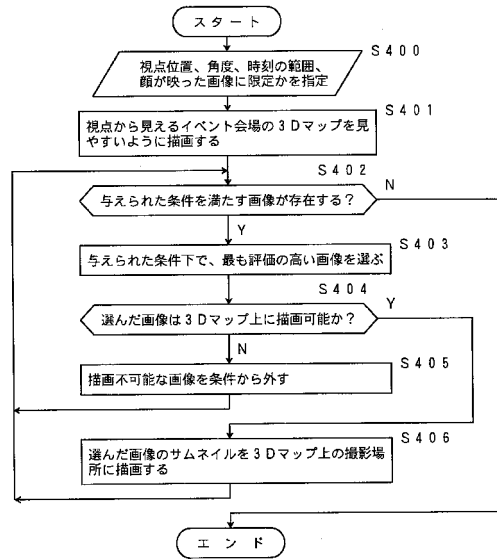 スタート
S400
視点位置、角度、時刻の範囲、
顔が映った画像に限定かを指定
S401
視点から見えるイベント会場の3Dマップを見
やすいように描画する
S402
与えられた条件を満たす画像が存在する?
N
Y
S403
与えられた条件下で、最も評価の高い画像を選ぶ
S404
選んだ画像は3Dマップ上に描画可能か?
Y
N
S405
描画不可能な画像を条件から外す
S406
選んだ画像のサムネイルを3Dマップ上の撮影場
所に描画する
エンド